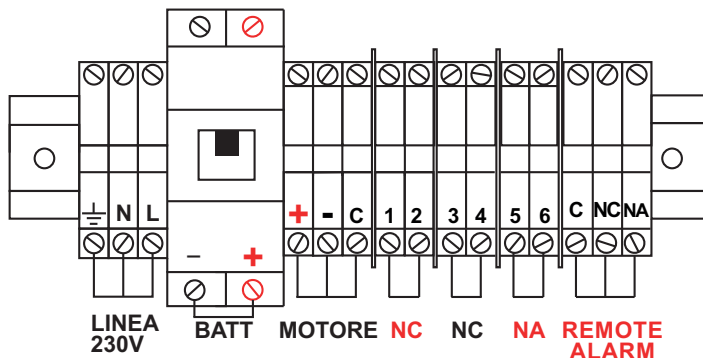 N L
+ - C 1 2 3 4 5 6 C NC NA
- +
LINEA
230V
BATT MOTORE NC NC NA REMOTE
ALARM